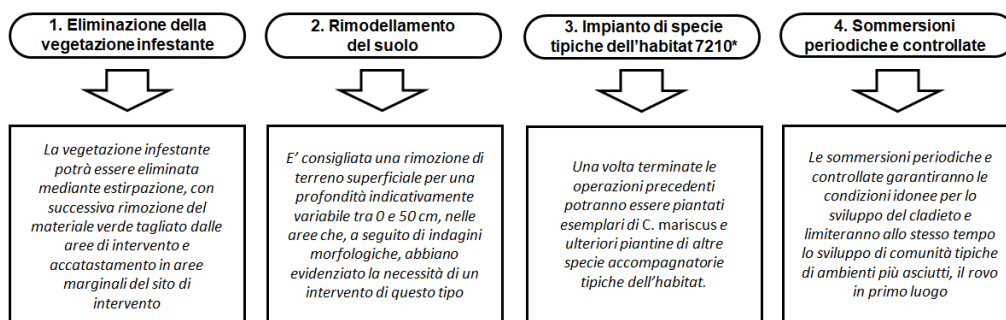 1. Eliminazione della
vegetazione infestante
2. Rimodellamento
del suolo
3. Impianto di specie
tipiche dell'habitat 7210*
4. Sommersioni
periodiche e controllate
La vegetazione infestante
potrà essere eliminata
mediante estirpazione, con
successiva rimozione del
materiale verde tagliato dalle
aree di intervento e
accatastamento in aree
marginali del sito di
intervento
E' consigliata una rimozione di
terreno superficiale per una
profondità indicativamente
variabile tra 0 e 50 cm, nelle
aree che, a seguito di indagini
morfologiche, abbiano
evidenziato la necessità di un
intervento di questo tipo
Una volta terminate le
operazioni precedenti
potranno essere piantati
esemplari di C. mariscus e
ulteriori piantine di altre
specie accompagnatorie
tipiche dell'habitat.
Le sommersioni periodiche e
controllate garantiranno le
condizioni idonee per lo
sviluppo del cladieto e
limiteranno allo stesso tempo
lo sviluppo di comunità tipiche
di ambienti più asciutti, il rovo
in primo luogo